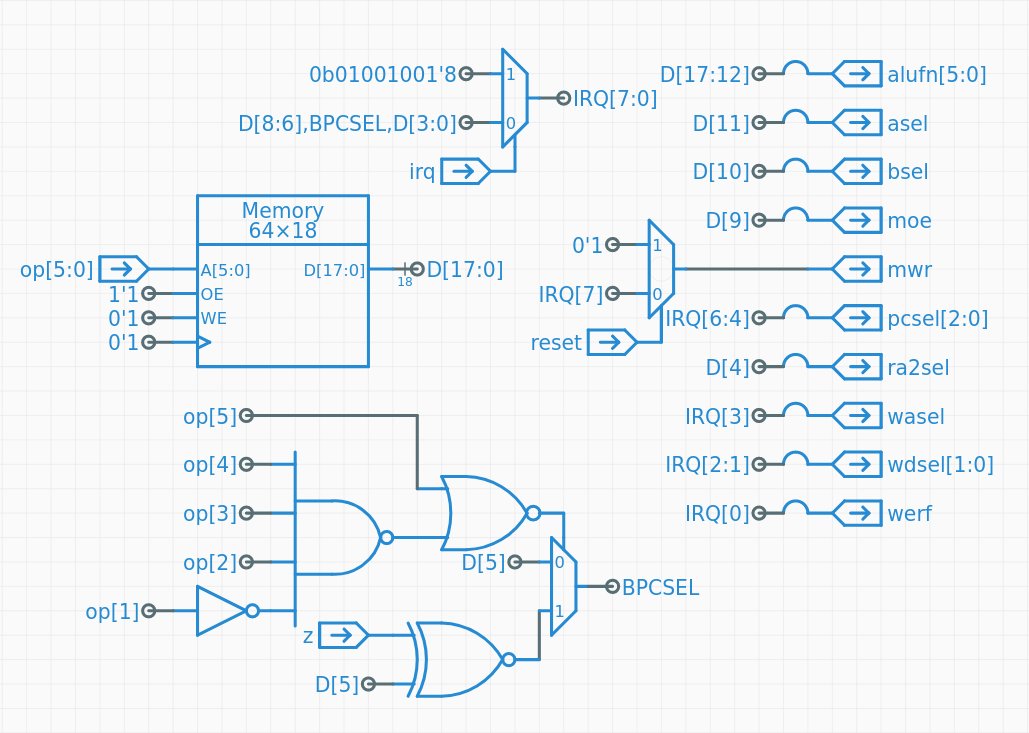 0b01001001'8
1
D[8:6],BPCSEL,D[3:0]
0
IRQ[7:0]
irq
D[17:12]
alufn[5:0]
D[11]
asel
D[10]
bsel
D[9]
moe
Memory
64×18
op[5:0]
A[5:0]
D[17:0]
18
D[17:0]
1'1
OE
0'1
WE
0'1
0'1
1
IRQ[7]
0
mwr
reset
IRQ[6:4]
pcsel[2:0]
D[4]
ra2sel
IRQ[3]
wasel
IRQ[2:1]
wdsel[1:0]
IRQ[0]
werf
op[5]
op[4]
op[3]
op[2]
D[5]
0
op[1]
1
BPCSEL
z
D[5]